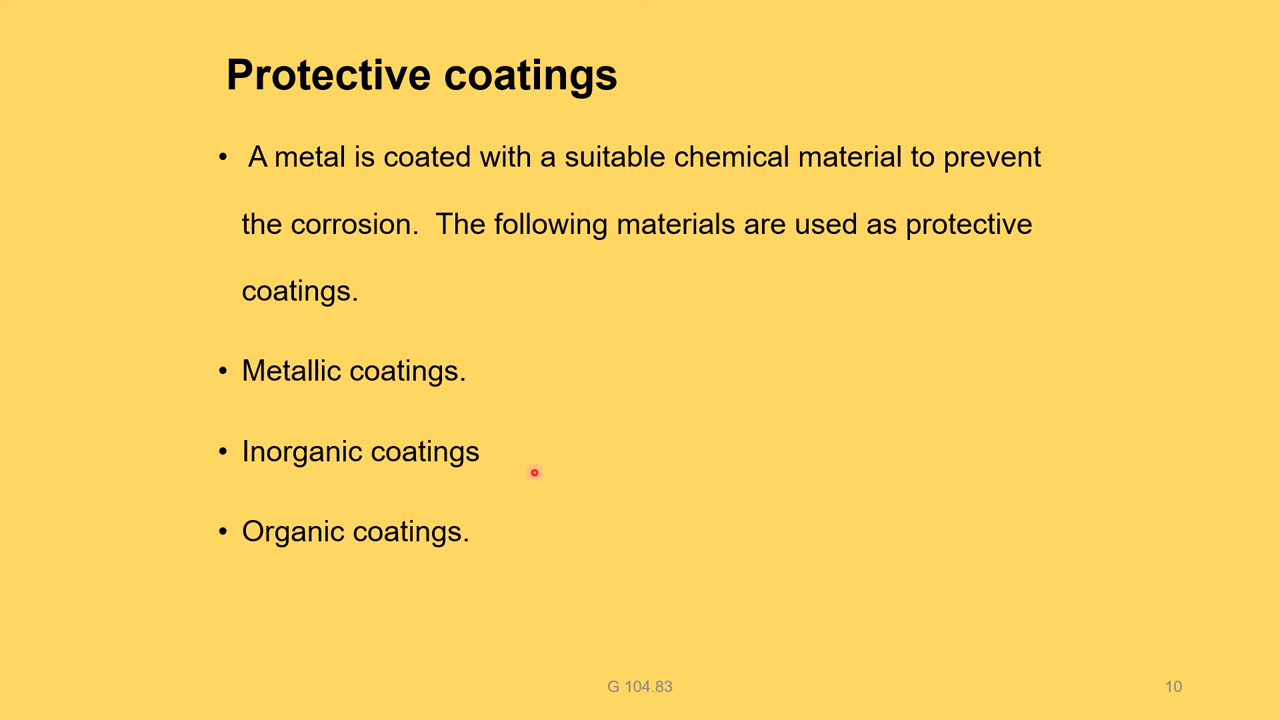 Protective coatings
• A metal is coated with a suitable chemical material to prevent
the corrosion.  The following materials are used as protective
coatings.
• Metallic coatings.
• Inorganic coatings
• Organic coatings.
G 104.83
10